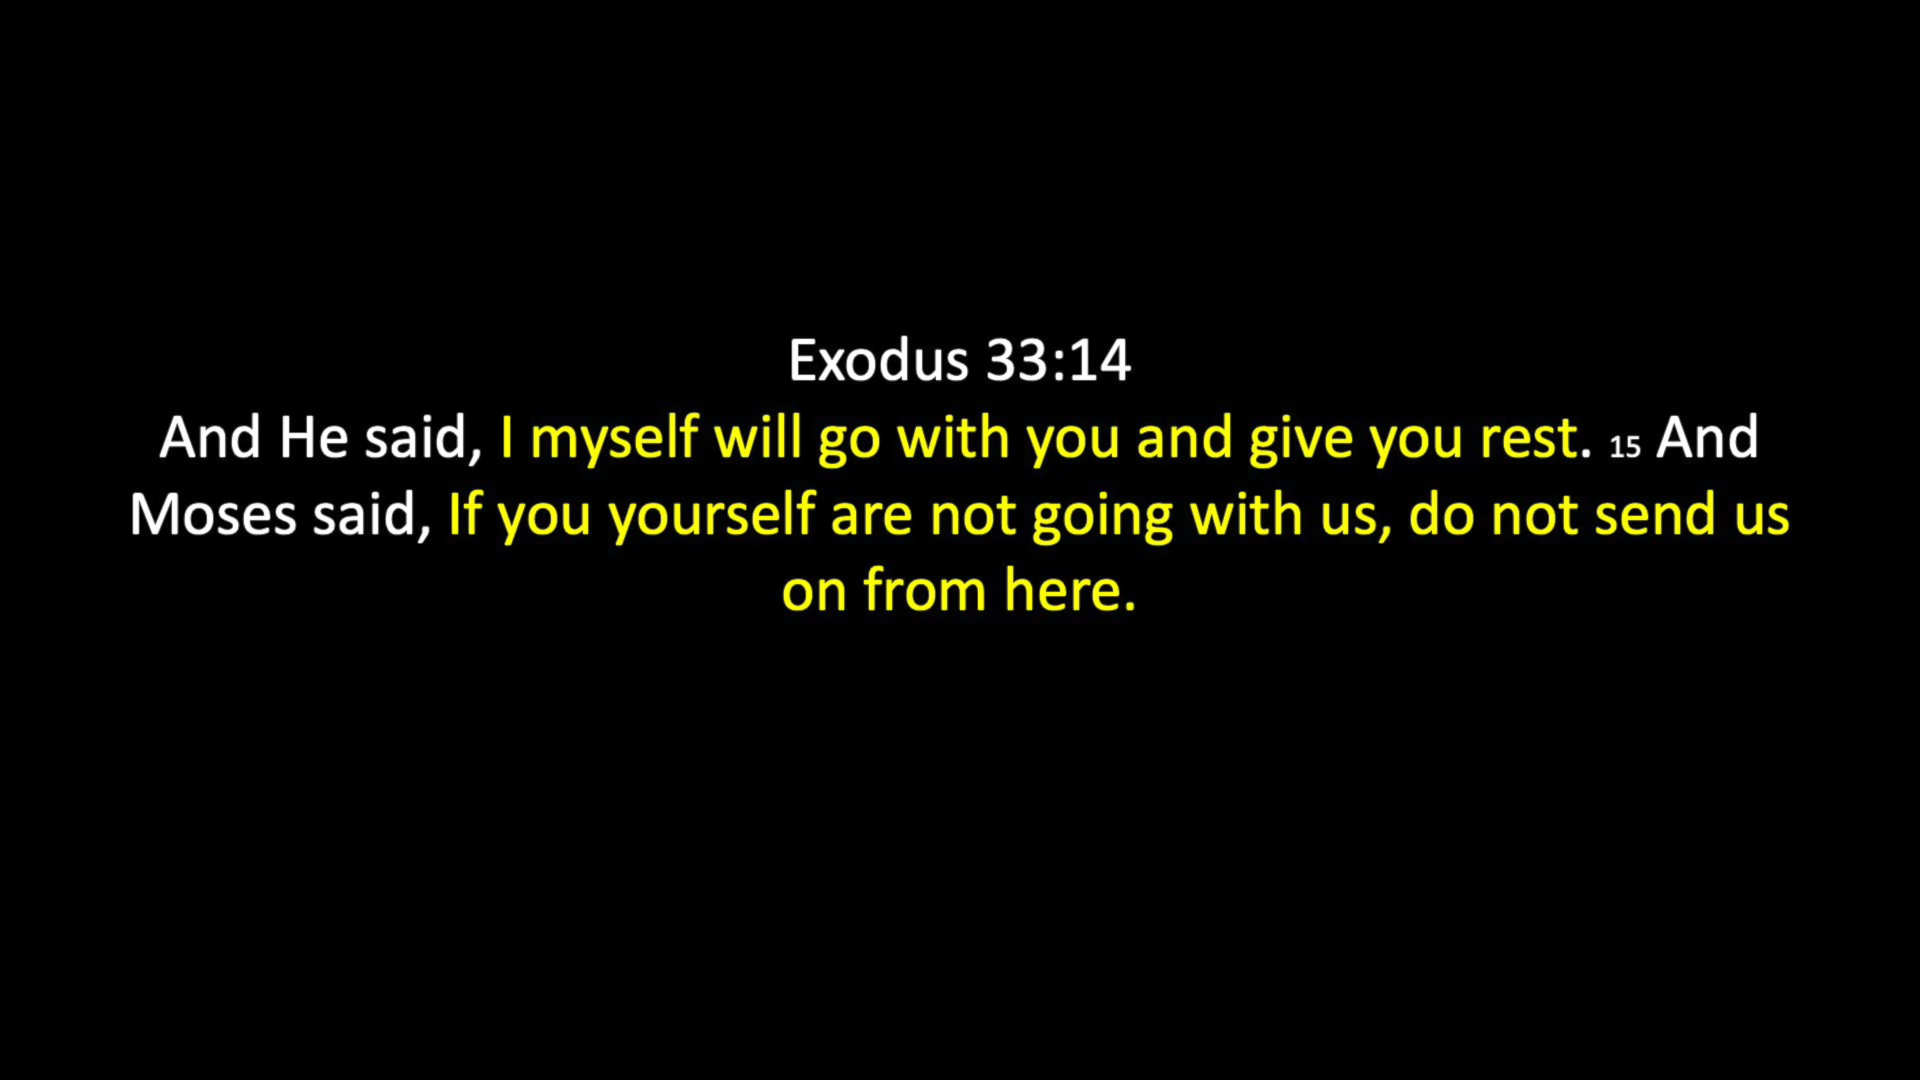 Exodus 33:14
And He said, I myself will go with you and give you rest. 15 And
Moses said, If you yourself are not going with us, do not send us
on from here.